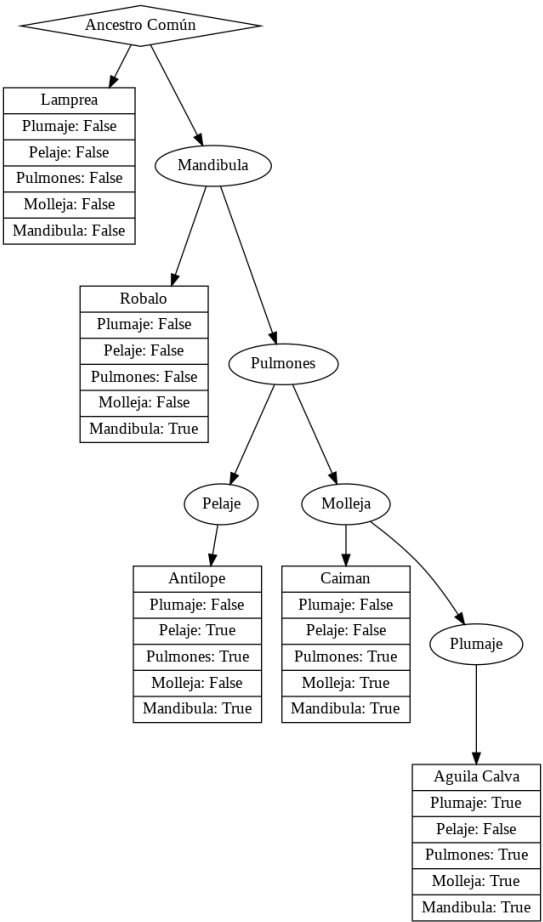 Ancestro Común
Lamprea
Plumaje: False
Pelaje: False
Pulmones: False
Molleja: False
Mandibula: False
Mandibula
Robalo
Plumaje: False
Pelaje: False
Pulmones: False
Molleja: False
Mandibula: True
Pulmones
Pelaje
Molleja
Antilope
Plumaje: False
Pelaje: True
Pulmones: True
Molleja: False
Mandibula: True
Caiman
Plumaje: False
Pelaje: False
Pulmones: True
Molleja: True
Mandibula: True
Plumaje
Aguila Calva
Plumaje: True
Pelaje: False
Pulmones: True
Molleja: True
Mandibula: True